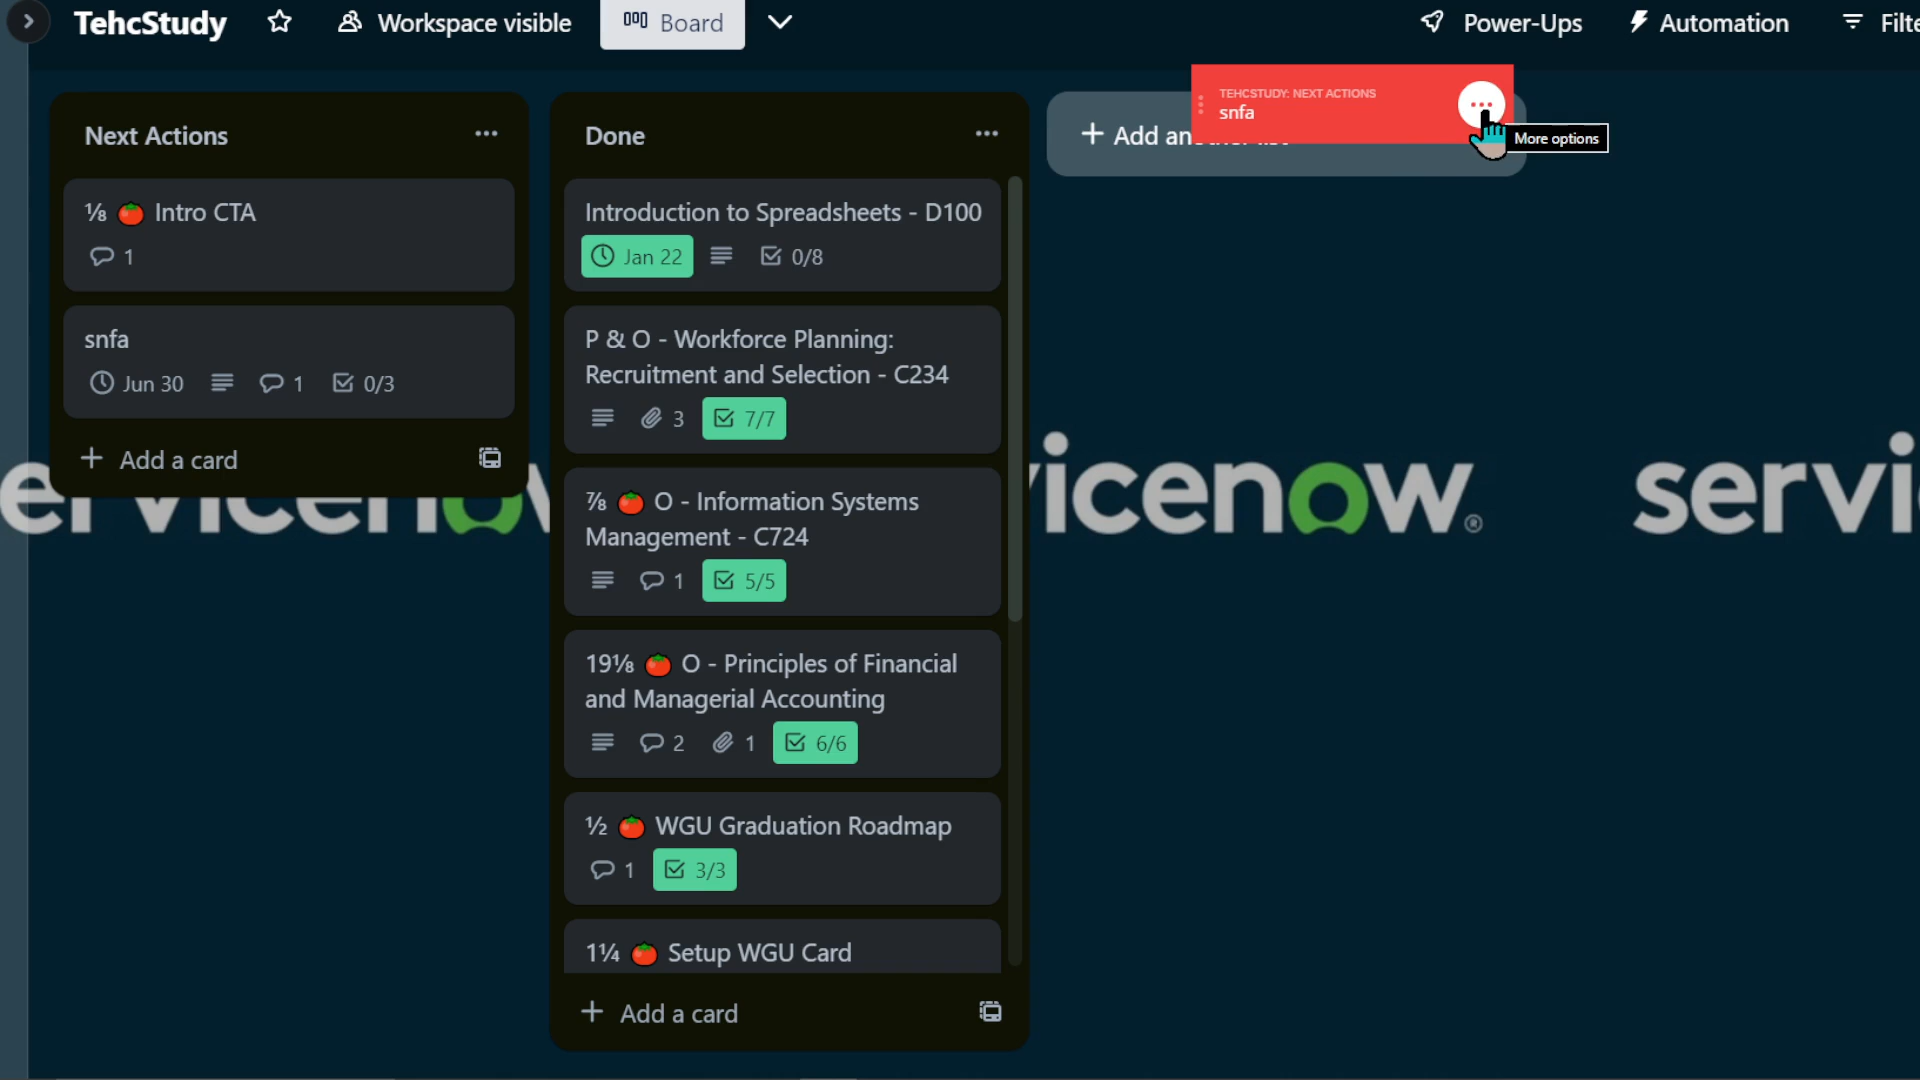 TehcStudy
Workspace visible
Board
Power-Ups
Automation
Filte
TEHCSTUDY: NEXT ACTIONS
snfa
More options
Next Actions
⅛ 🍅 Intro CTA
1
snfa
Jun 30
1
0/3
+ Add a card
Done
Introduction to Spreadsheets - D100
Jan 22
0/8
P & O - Workforce Planning:
Recruitment and Selection - C234
3
7/7
⅞ 🍅 O - Information Systems
Management - C724
1
5/5
19⅛ 🍅 O - Principles of Financial
and Managerial Accounting
2
1
6/6
½ 🍅 WGU Graduation Roadmap
1
3/3
1¼ 🍅 Setup WGU Card
+ Add a card
+ Add an
ervicenow
vicenow®
servi